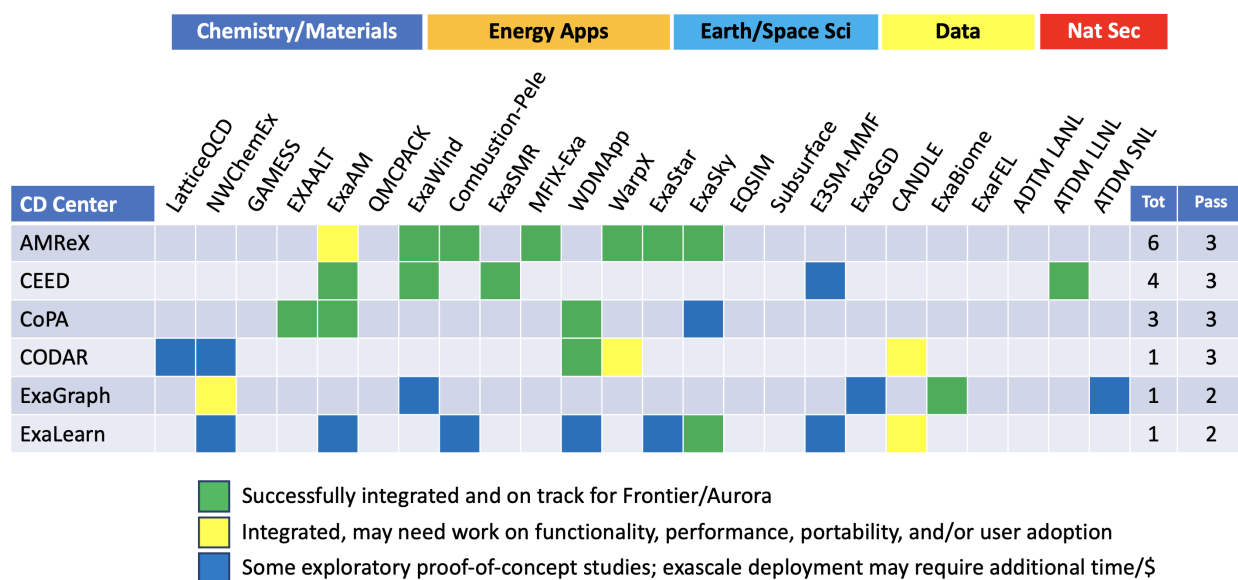 Chemistry/Materials Energy Apps Earth/Space Sci Data Nat Sec
LatticeQCD
NWChemEx
GAMESS
EXAALT
ExaAM
QMCPACK
ExaWind
Combustion-Pele
ExaSMR
MFIX-Exa
WDMApp
WarpX
ExaStar
ExaSky
EQSIM
Subsurface
E3SM-MMF
ExaSGD
CANDLE
ExaBiome
ExaFEL
ADTM LANL
ATDM LLNL
ATDM SNL
CD Center Tot Pass
AMReX 6 3
CEED 4 3
CoPA 3 3
CODAR 1 3
ExaGraph 1 2
ExaLearn 1 2
Successfully integrated and on track for Frontier/Aurora
Integrated, may need work on functionality, performance, portability, and/or user adoption
Some exploratory proof-of-concept studies; exascale deployment may require additional time/$